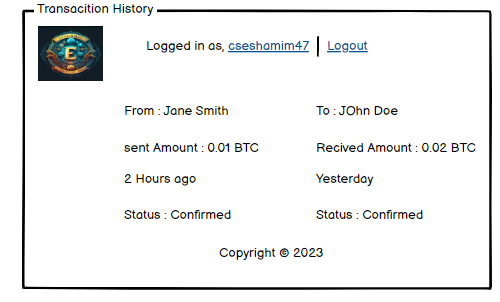 Transacition History
E
Logged in as, cseshamim47 | Logout
From : Jane Smith To : JOhn Doe
sent Amount : 0.01 BTC Recived Amount : 0.02 BTC
2 Hours ago Yesterday
Status : Confirmed Status : Confirmed
Copyright © 2023